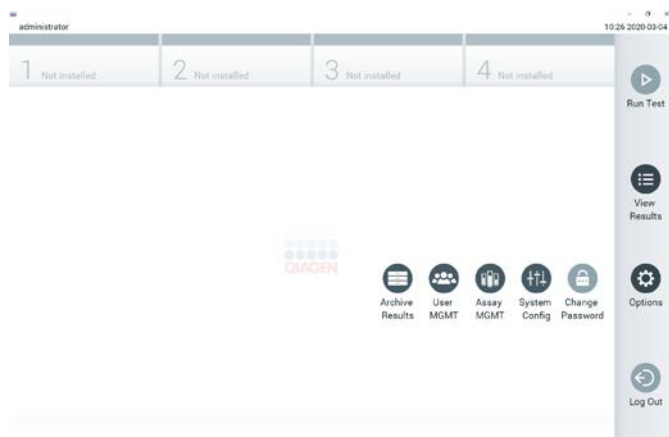 administrator
10:26 2020-03-04
1 Not installed
2 Not installed
3 Not installed
4 Not installed
Run Test
View
Results
QIAGEN
Archive
Results
User
MGMT
Assay
MGMT
System
Config
Change
Password
Options
Log Out